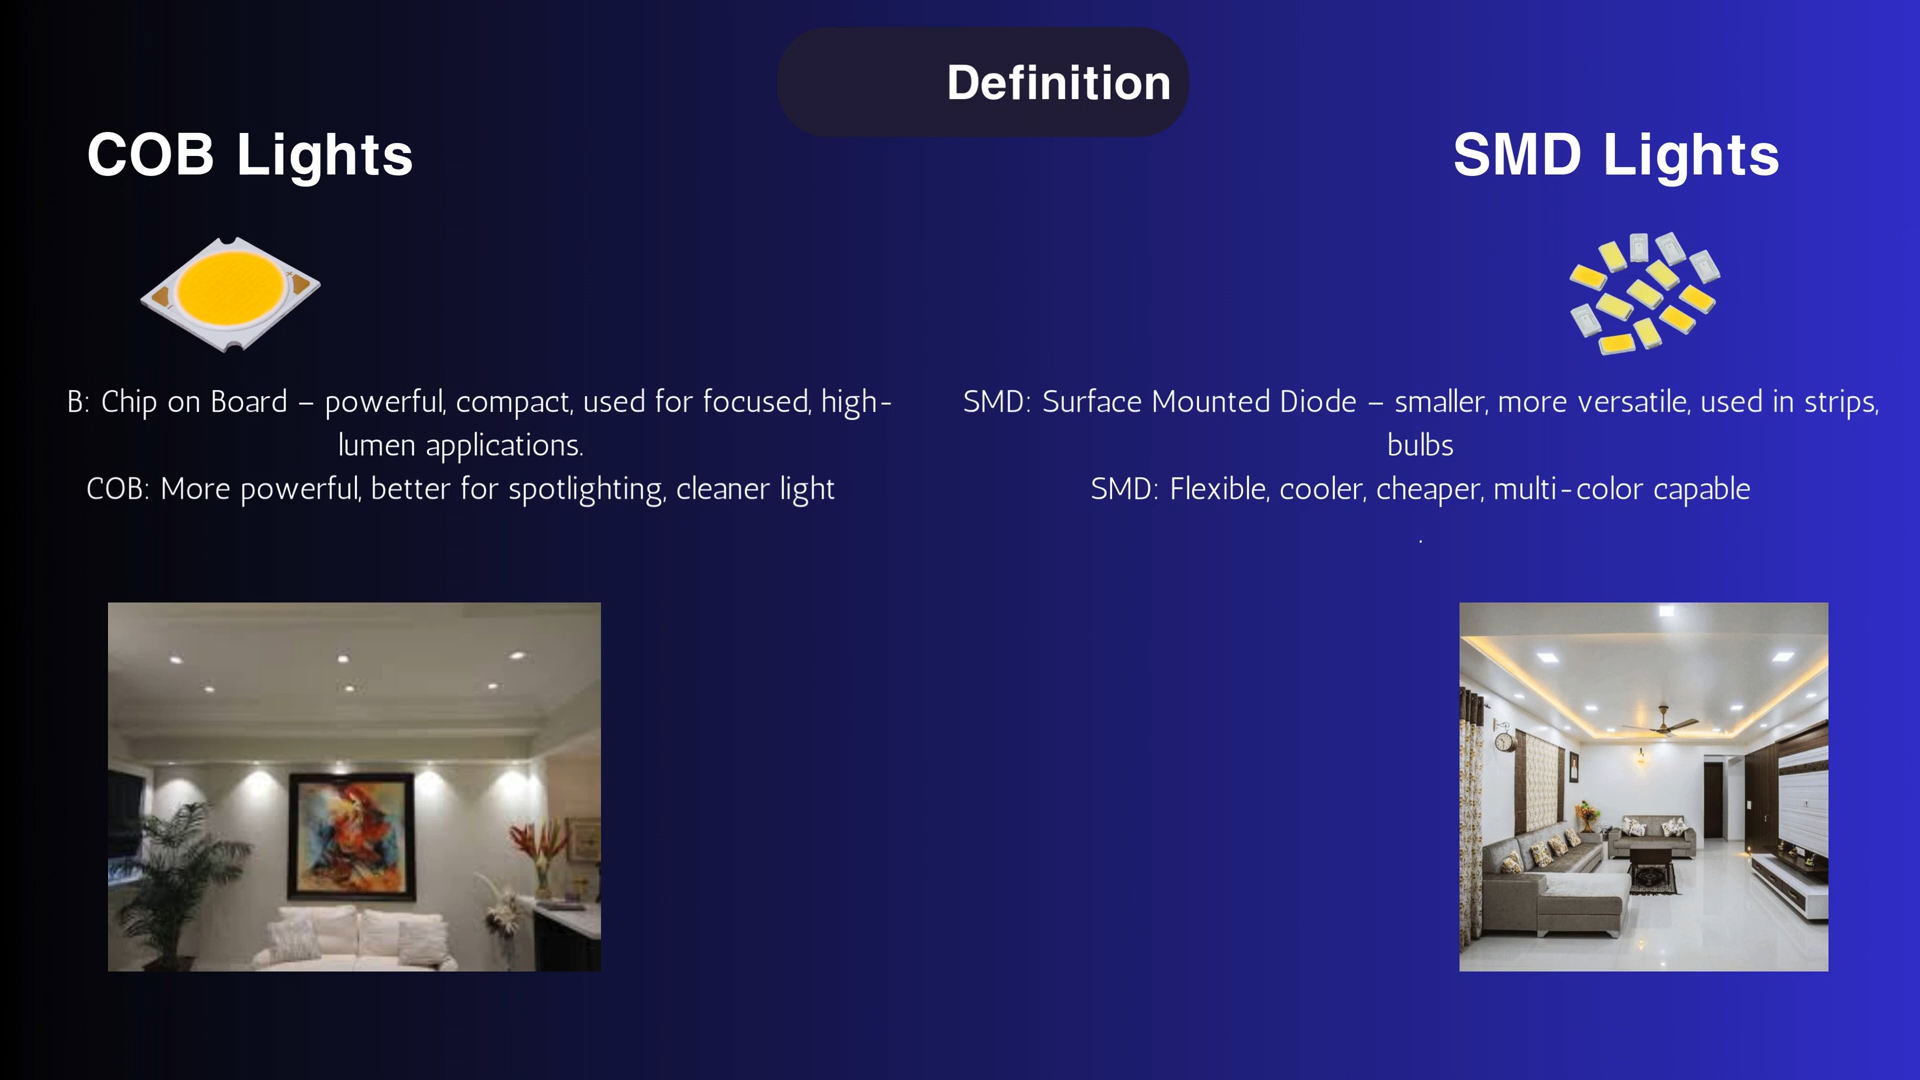 Definition
COB Lights
B: Chip on Board – powerful, compact, used for focused, high-
lumen applications.
COB: More powerful, better for spotlighting, cleaner light
SMD Lights
SMD: Surface Mounted Diode – smaller, more versatile, used in strips,
bulbs
SMD: Flexible, cooler, cheaper, multi-color capable
.